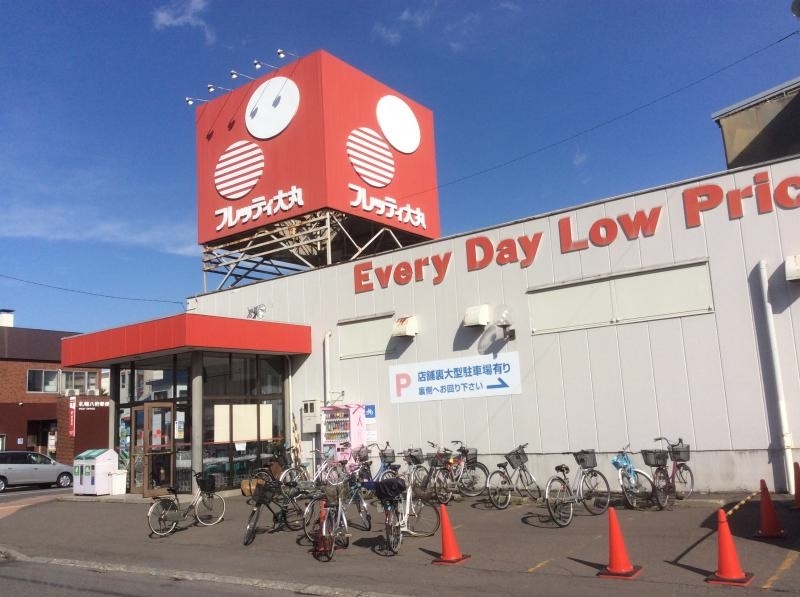 フレッティ大丸
フレッティ大丸
Every Day Low Pric
P 店舗裏大型駐車場有り
裏側へお回り下さい